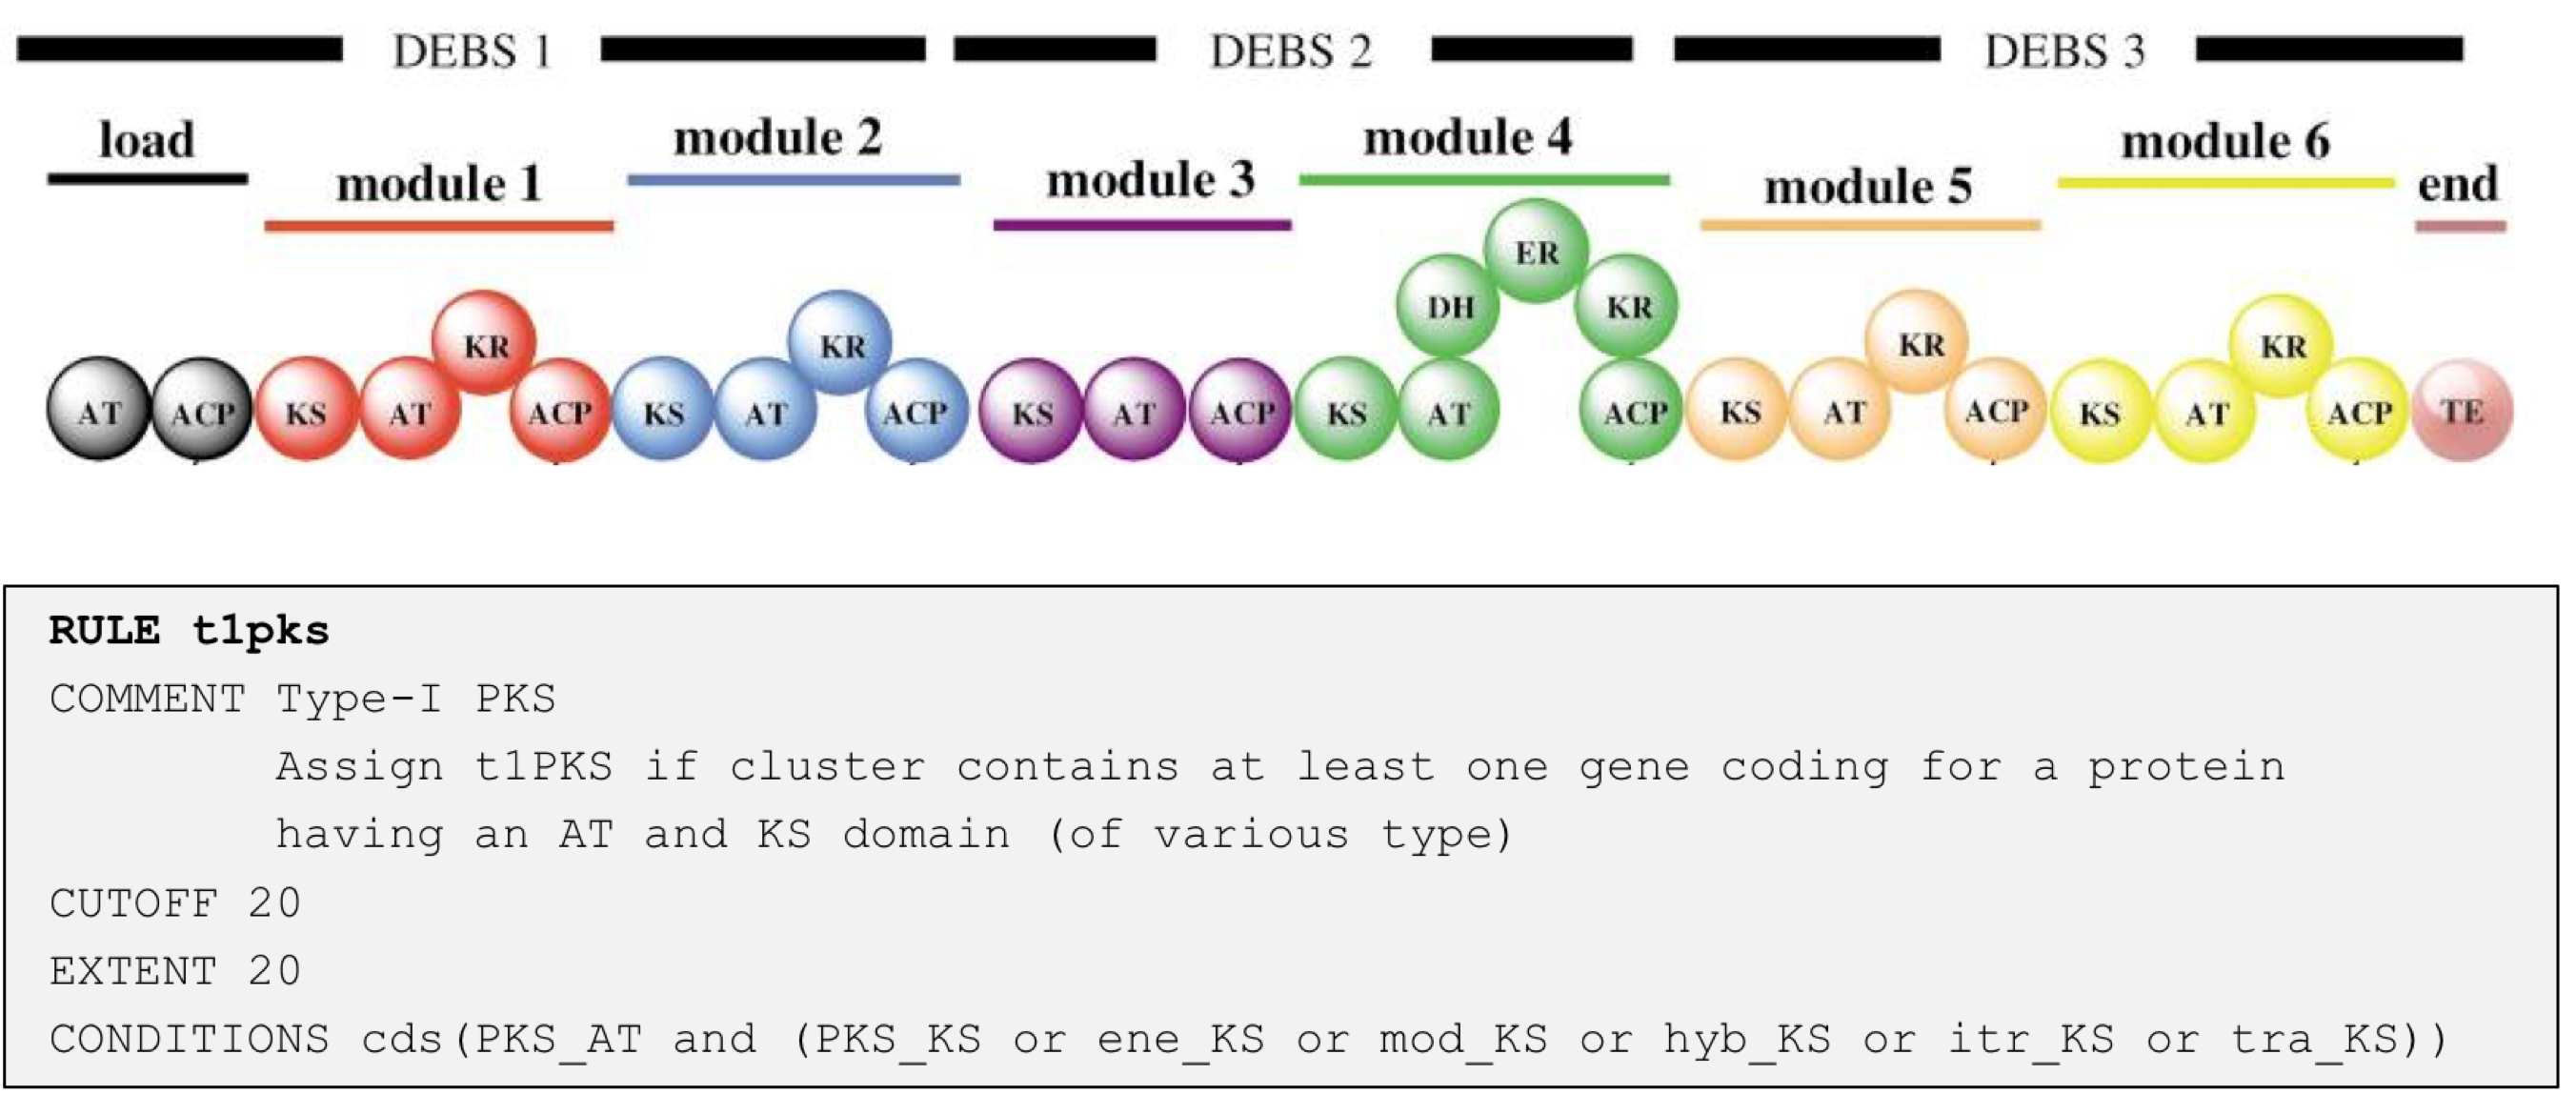 DEBS 1 DEBS 2 DEBS 3
load module 1 module 2 module 3 module 4 module 5 module 6 end
AT ACP KS AT KR ACP KS AT KR ACP KS AT ACP KS AT DH ER KR ACP KS AT KR ACP KS AT KR ACP TE
RULE t1pks
COMMENT Type-I PKS
Assign t1PKS if cluster contains at least one gene coding for a protein
having an AT and KS domain (of various type)
CUTOFF 20
EXTENT 20
CONDITIONS cds(PKS_AT and (PKS_KS or ene_KS or mod_KS or hyb_KS or itr_KS or tra_KS))